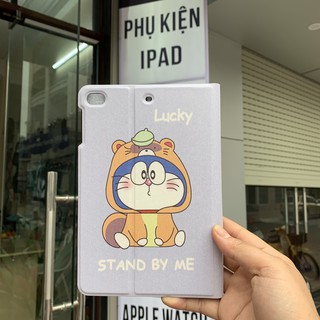 PHỤ KIỆN
IPAD
Lucky
STAND BY ME
APPLE WATCH